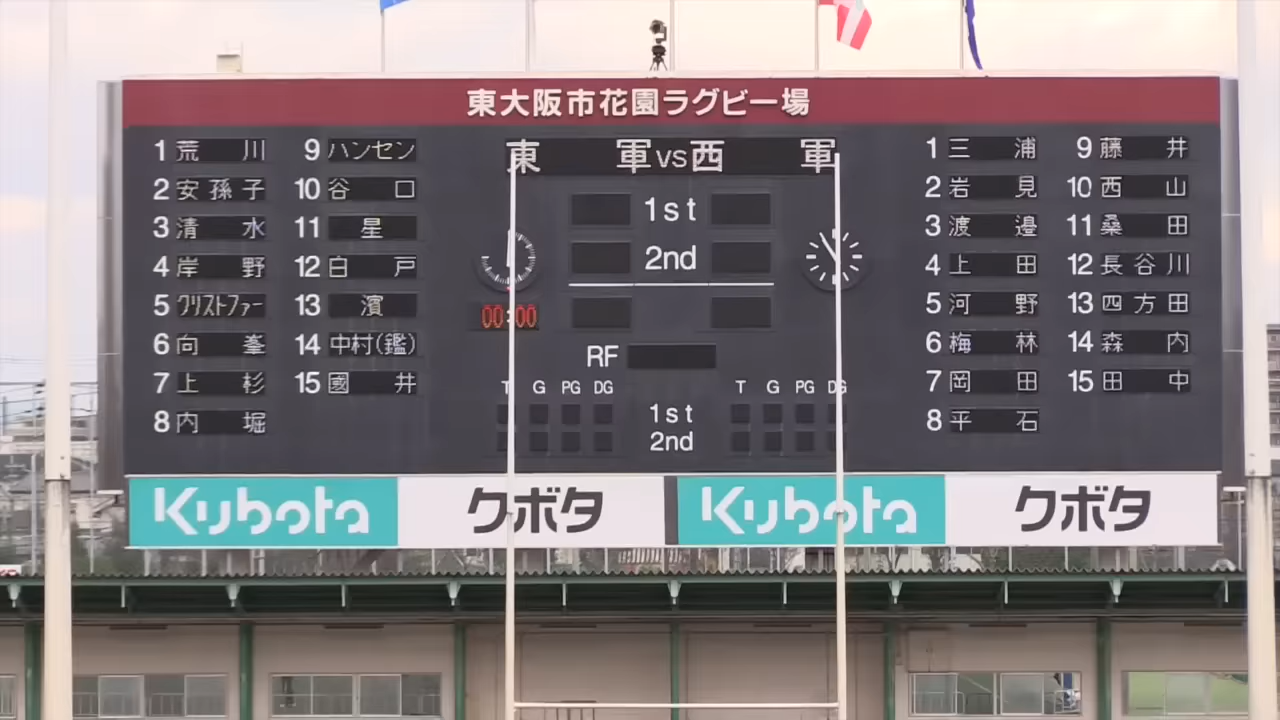 東大阪市花園ラグビー場
東軍 vs 西軍
1 荒川
2 安孫子
3 清水
4 岸野
5 クリストファー
6 向峯
7 上杉
8 内堀
9 ハンセン
10 谷口
11 星
12 白戸
13 濱
14 中村(鑑)
15 國井
1st
2nd
00:00
RF
T G PG DG
T G PG DG
1st
2nd
1 三浦
2 岩見
3 渡邉
4 上田
5 河野
6 梅林
7 岡田
8 平石
9 藤井
10 西山
11 桑田
12 長谷川
13 四方田
14 森内
15 田中
Kubota クボタ Kubota クボタ